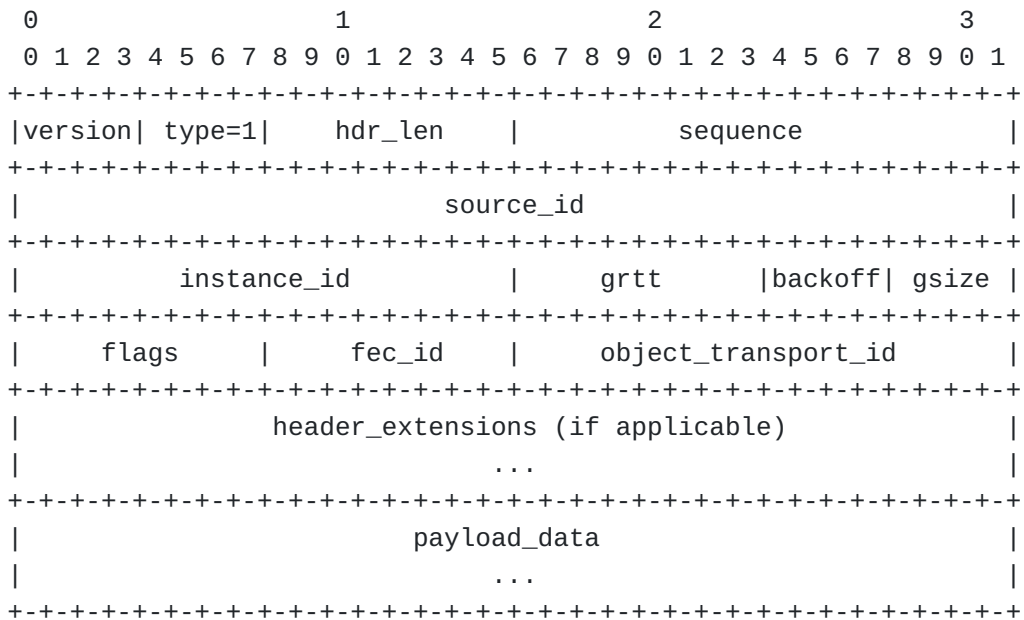 0                   1                   2                   3
 0 1 2 3 4 5 6 7 8 9 0 1 2 3 4 5 6 7 8 9 0 1 2 3 4 5 6 7 8 9 0 1
+-+-+-+-+-+-+-+-+-+-+-+-+-+-+-+-+-+-+-+-+-+-+-+-+-+-+-+-+-+-+-+-+
|version| type=1|    hdr_len    |          sequence             |
+-+-+-+-+-+-+-+-+-+-+-+-+-+-+-+-+-+-+-+-+-+-+-+-+-+-+-+-+-+-+-+-+
|                           source_id                           |
+-+-+-+-+-+-+-+-+-+-+-+-+-+-+-+-+-+-+-+-+-+-+-+-+-+-+-+-+-+-+-+-+
|          instance_id          |     grtt      |backoff| gsize |
+-+-+-+-+-+-+-+-+-+-+-+-+-+-+-+-+-+-+-+-+-+-+-+-+-+-+-+-+-+-+-+-+
|     flags     |     fec_id    |     object_transport_id       |
+-+-+-+-+-+-+-+-+-+-+-+-+-+-+-+-+-+-+-+-+-+-+-+-+-+-+-+-+-+-+-+-+
|                header_extensions (if applicable)              |
|                              ...                              |
+-+-+-+-+-+-+-+-+-+-+-+-+-+-+-+-+-+-+-+-+-+-+-+-+-+-+-+-+-+-+-+-+
|                         payload_data                          |
|                              ...                              |
+-+-+-+-+-+-+-+-+-+-+-+-+-+-+-+-+-+-+-+-+-+-+-+-+-+-+-+-+-+-+-+-+